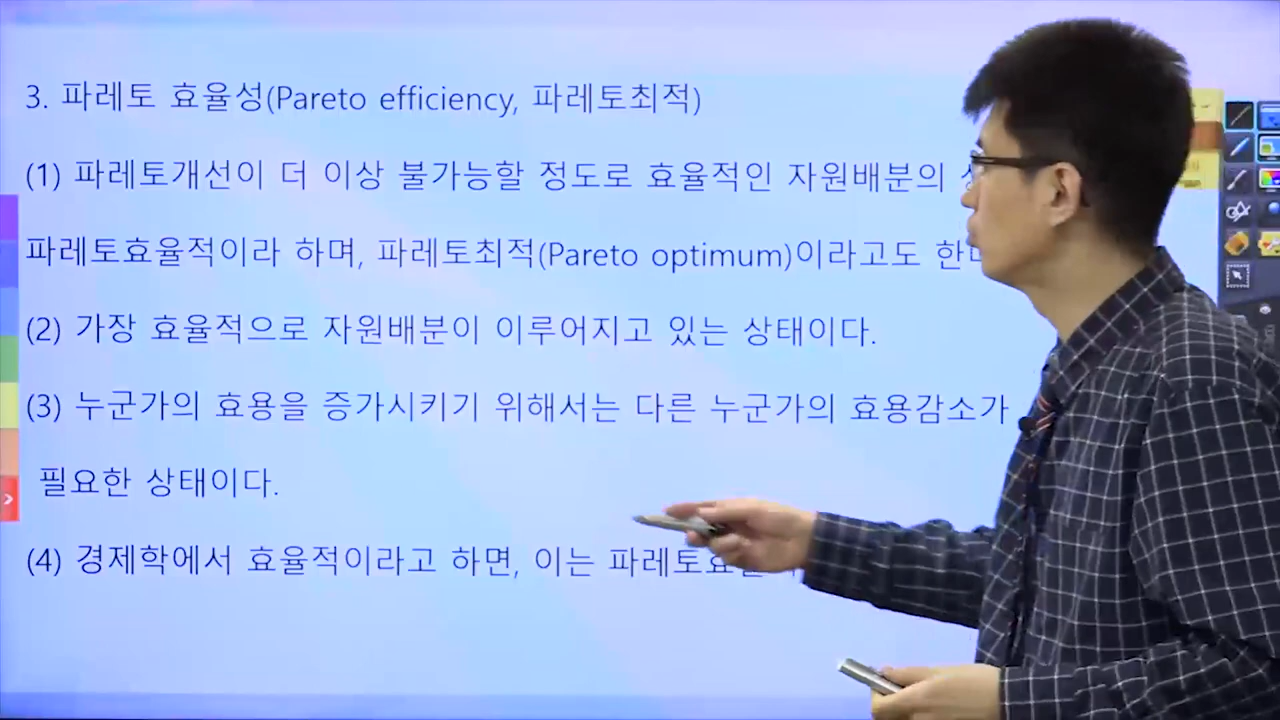 3. 파레토 효율성(Pareto efficiency, 파레토최적)
(1) 파레토개선이 더 이상 불가능할 정도로 효율적인 자원배분의
파레토효율적이라 하며, 파레토최적(Pareto optimum)이라고도
(2) 가장 효율적으로 자원배분이 이루어지고 있는 상태이다.
(3) 누군가의 효용을 증가시키기 위해서는 다른 누군가의 효용감소가
필요한 상태이다.
(4) 경제학에서 효율적이라고 하면, 이는